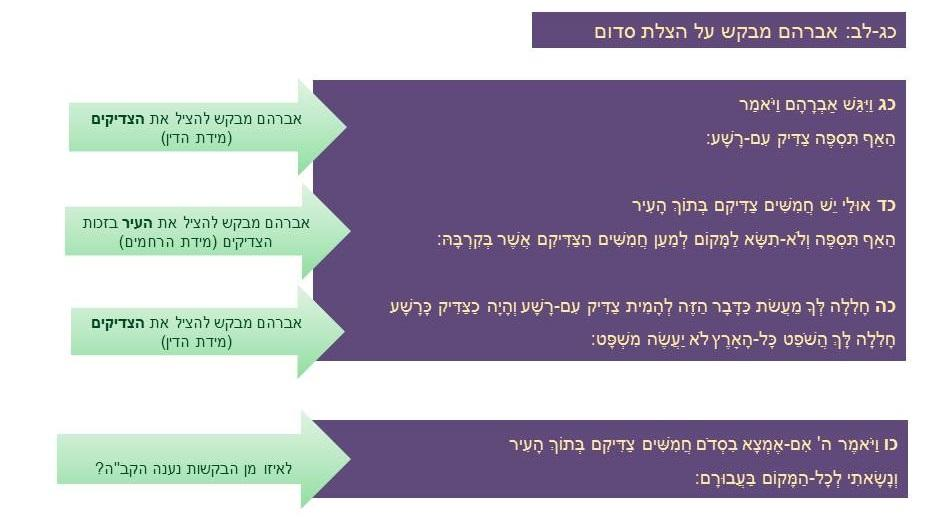 כג-לב: אברהם מבקש על הצלת סדום
כג וַיִּגַּשׁ אַבְרָהָם וַיֹּאמַר
הַאַף תִּסְפֶּה צַדִּיק עִם-רָשָׁע:
אברהם מבקש להציל את הצדיקים
(מידת הדין)
כד אוּלַי יֵשׁ חֲמִשִּׁים צַדִּיקִם בְּתוֹךְ הָעִיר
הַאַף תִּסְפֶּה וְלֹא-תִשָּׂא לַמָּקוֹם לְמַעַן חֲמִשִּׁים הַצַּדִּיקִם אֲשֶׁר בְּקִרְבָּהּ:
אברהם מבקש להציל את העיר בזכות
הצדיקים (מידת הרחמים)
כה חָלִלָה לְּךָ מֵעֲשֹׂת כַּדָּבָר הַזֶּה לְהָמִית צַדִּיק עִם-רָשָׁע וְהָיָה כַצַּדִּיק כָּרָשָׁע
חָלִלָה לָּךְ הֲשֹׁפֵט כָּל-הָאָרֶץ לֹא יַעֲשֶׂה מִשְׁפָּט:
אברהם מבקש להציל את הצדיקים
(מידת הדין)
כו וַיֹּאמֶר ה' אִם-אֶמְצָא בִסְדֹם חֲמִשִּׁים צַדִּיקִם בְּתוֹךְ הָעִיר
וְנָשָׂאתִי לְכָל-הַמָּקוֹם בַּעֲבוּרָם:
לאיזו מן הבקשות נענה הקב"ה?